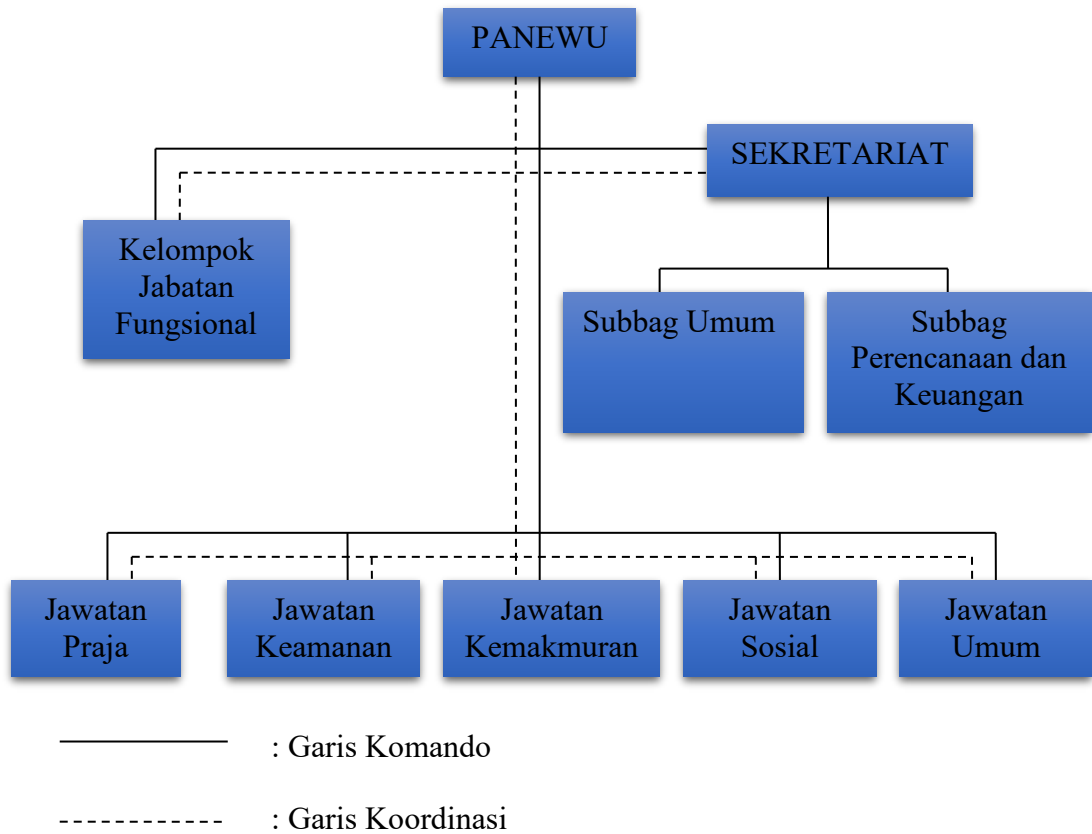 PANEWU
SEKRETARIAT
Kelompok
Jabatan
Fungsional
Subbag Umum
Subbag
Perencanaan dan
Keuangan
Jawatan
Praja
Jawatan
Keamanan
Jawatan
Kemakmuran
Jawatan
Sosial
Jawatan
Umum
: Garis Komando
: Garis Koordinasi